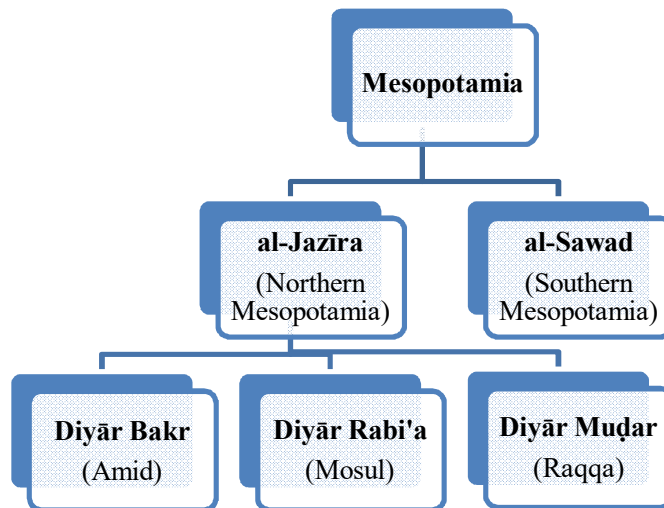 Mesopotamia
al-Jazīra
(Northern
Mesopotamia)
al-Sawad
(Southern
Mesopotamia)
Diyār Bakr
(Amid)
Diyār Rabi'a
(Mosul)
Diyār Muḍar
(Raqqa)